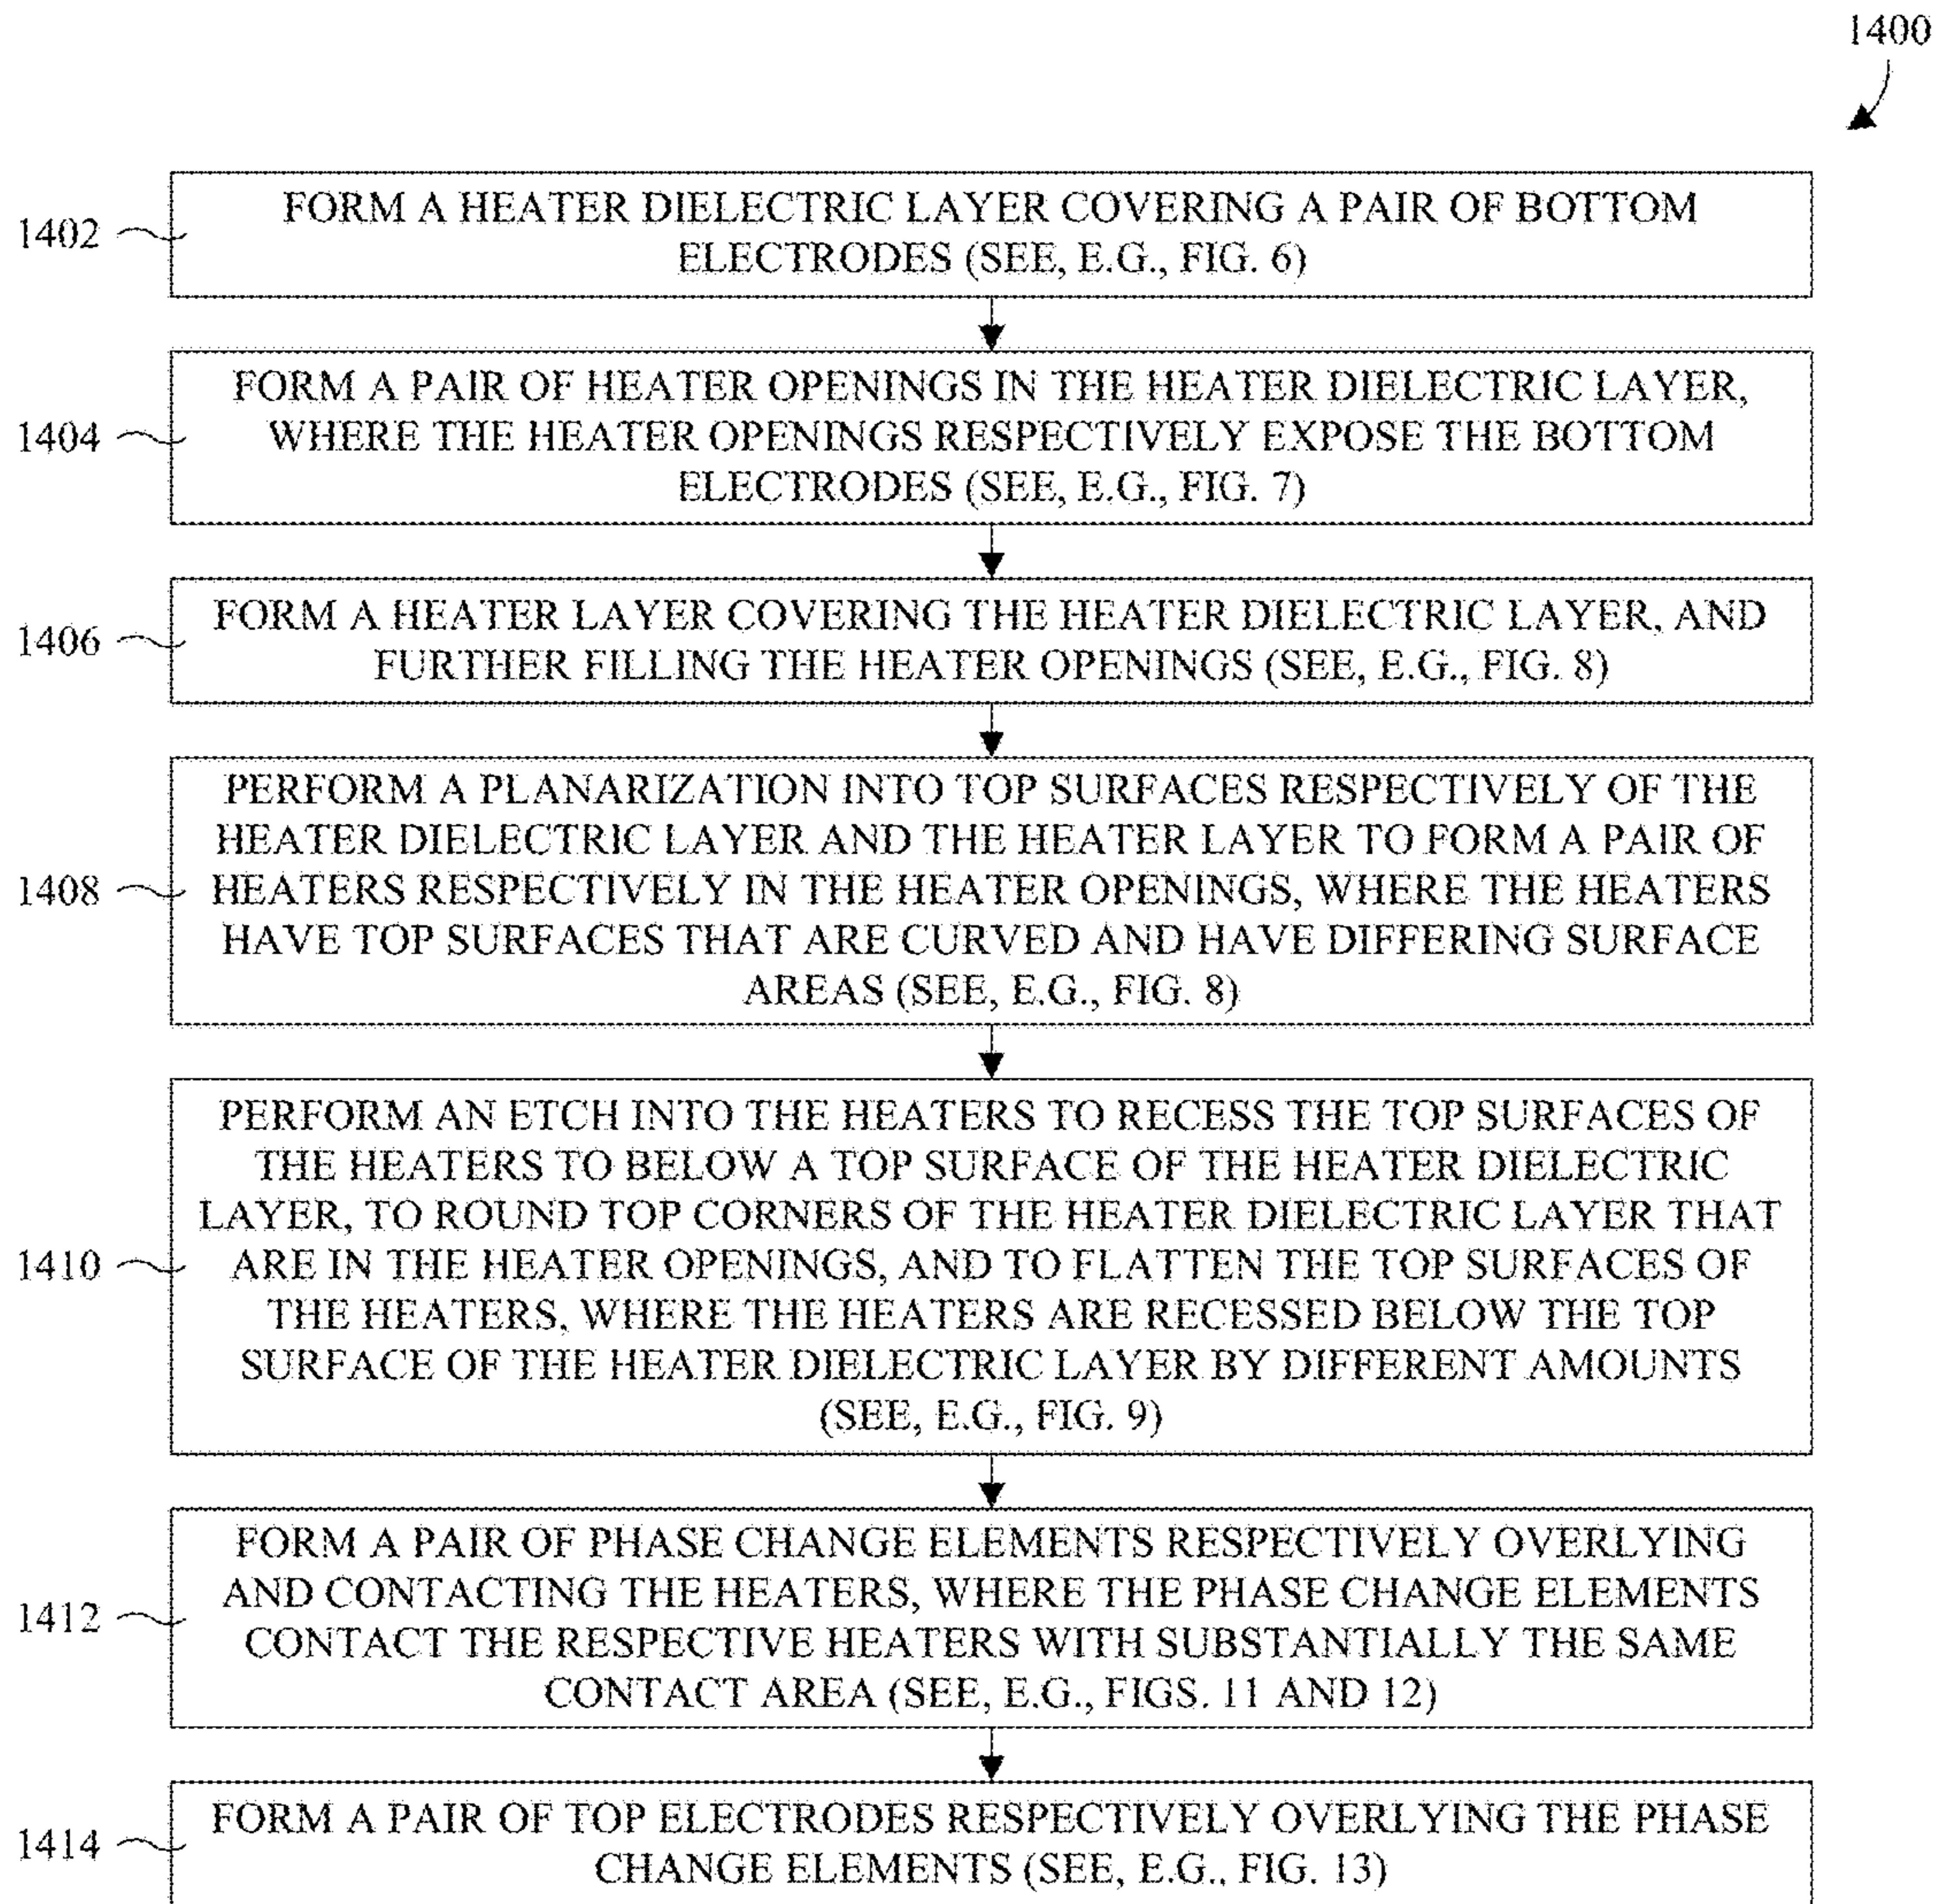 1400
1402
FORM A HEATER DIELECTRIC LAYER COVERING A PAIR OF BOTTOM
ELECTRODES (SEE, E.G., FIG. 6)
1404
FORM A PAIR OF HEATER OPENINGS IN THE HEATER DIELECTRIC LAYER,
WHERE THE HEATER OPENINGS RESPECTIVELY EXPOSE THE BOTTOM
ELECTRODES (SEE, E.G., FIG. 7)
1406
FORM A HEATER LAYER COVERING THE HEATER DIELECTRIC LAYER, AND
FURTHER FILLING THE HEATER OPENINGS (SEE, E.G., FIG. 8)
1408
PERFORM A PLANARIZATION INTO TOP SURFACES RESPECTIVELY OF THE
HEATER DIELECTRIC LAYER AND THE HEATER LAYER TO FORM A PAIR OF
HEATERS RESPECTIVELY IN THE HEATER OPENINGS, WHERE THE HEATERS
HAVE TOP SURFACES THAT ARE CURVED AND HAVE DIFFERING SURFACE
AREAS (SEE, E.G., FIG. 8)
1410
PERFORM AN ETCH INTO THE HEATERS TO RECESS THE TOP SURFACES OF
THE HEATERS TO BELOW A TOP SURFACE OF THE HEATER DIELECTRIC
LAYER, TO ROUND TOP CORNERS OF THE HEATER DIELECTRIC LAYER THAT
ARE IN THE HEATER OPENINGS, AND TO FLATTEN THE TOP SURFACES OF
THE HEATERS, WHERE THE HEATERS ARE RECESSED BELOW THE TOP
SURFACE OF THE HEATER DIELECTRIC LAYER BY DIFFERENT AMOUNTS
(SEE, E.G., FIG. 9)
1412
FORM A PAIR OF PHASE CHANGE ELEMENTS RESPECTIVELY OVERLYING
AND CONTACTING THE HEATERS, WHERE THE PHASE CHANGE ELEMENTS
CONTACT THE RESPECTIVE HEATERS WITH SUBSTANTIALLY THE SAME
CONTACT AREA (SEE, E.G., FIGS. 11 AND 12)
1414
FORM A PAIR OF TOP ELECTRODES RESPECTIVELY OVERLYING THE PHASE
CHANGE ELEMENTS (SEE, E.G., FIG. 13)